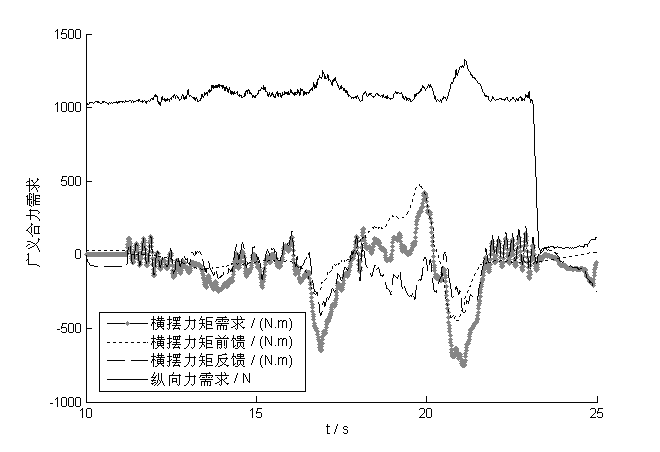 1500
1000
500
0
-500
-1000
广义合力需求
横摆力矩需求 / (N.m)
横摆力矩前馈 / (N.m)
横摆力矩反馈 / (N.m)
纵向力需求 / N
10 15 20 25
t / s